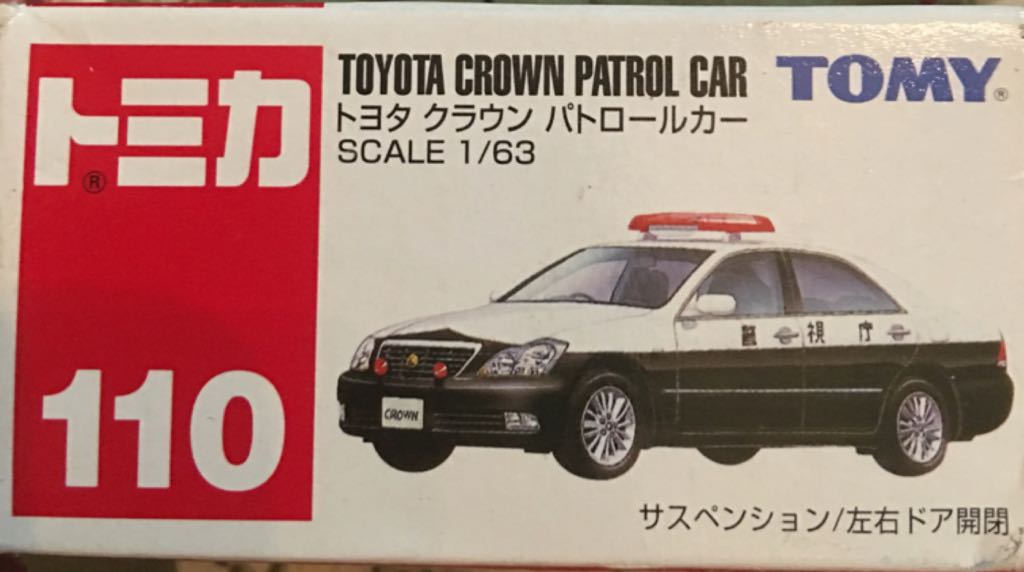 トミカ®
110
TOYOTA CROWN PATROL CAR
トヨタ クラウン パトロールカー
SCALE 1/63
TOMY®
警視庁
CROWN
サスペンション/左右ドア開閉